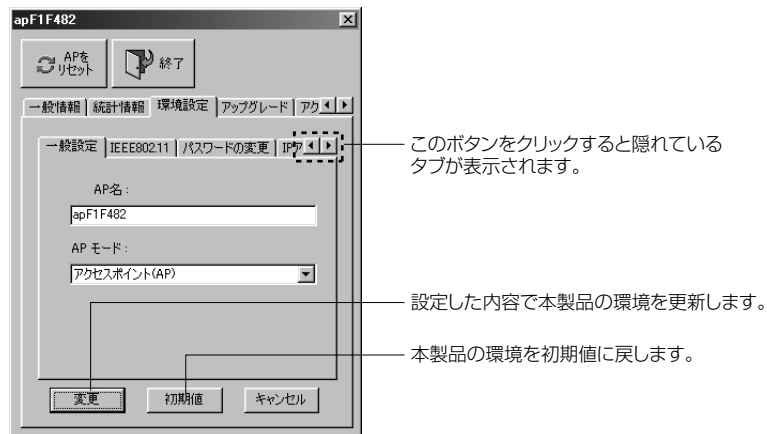 apF1F482
APを
リセット
終了
一般情報 統計情報 環境設定 アップグレード アク
一般設定 IEEE802.11 パスワードの変更 IPア
このボタンをクリックすると隠れている
タブが表示されます。
AP名 :
apF1F482
AP モード :
アクセスポイント(AP)
設定した内容で本製品の環境を更新します。
本製品の環境を初期値に戻します。
変更 初期値 キャンセル